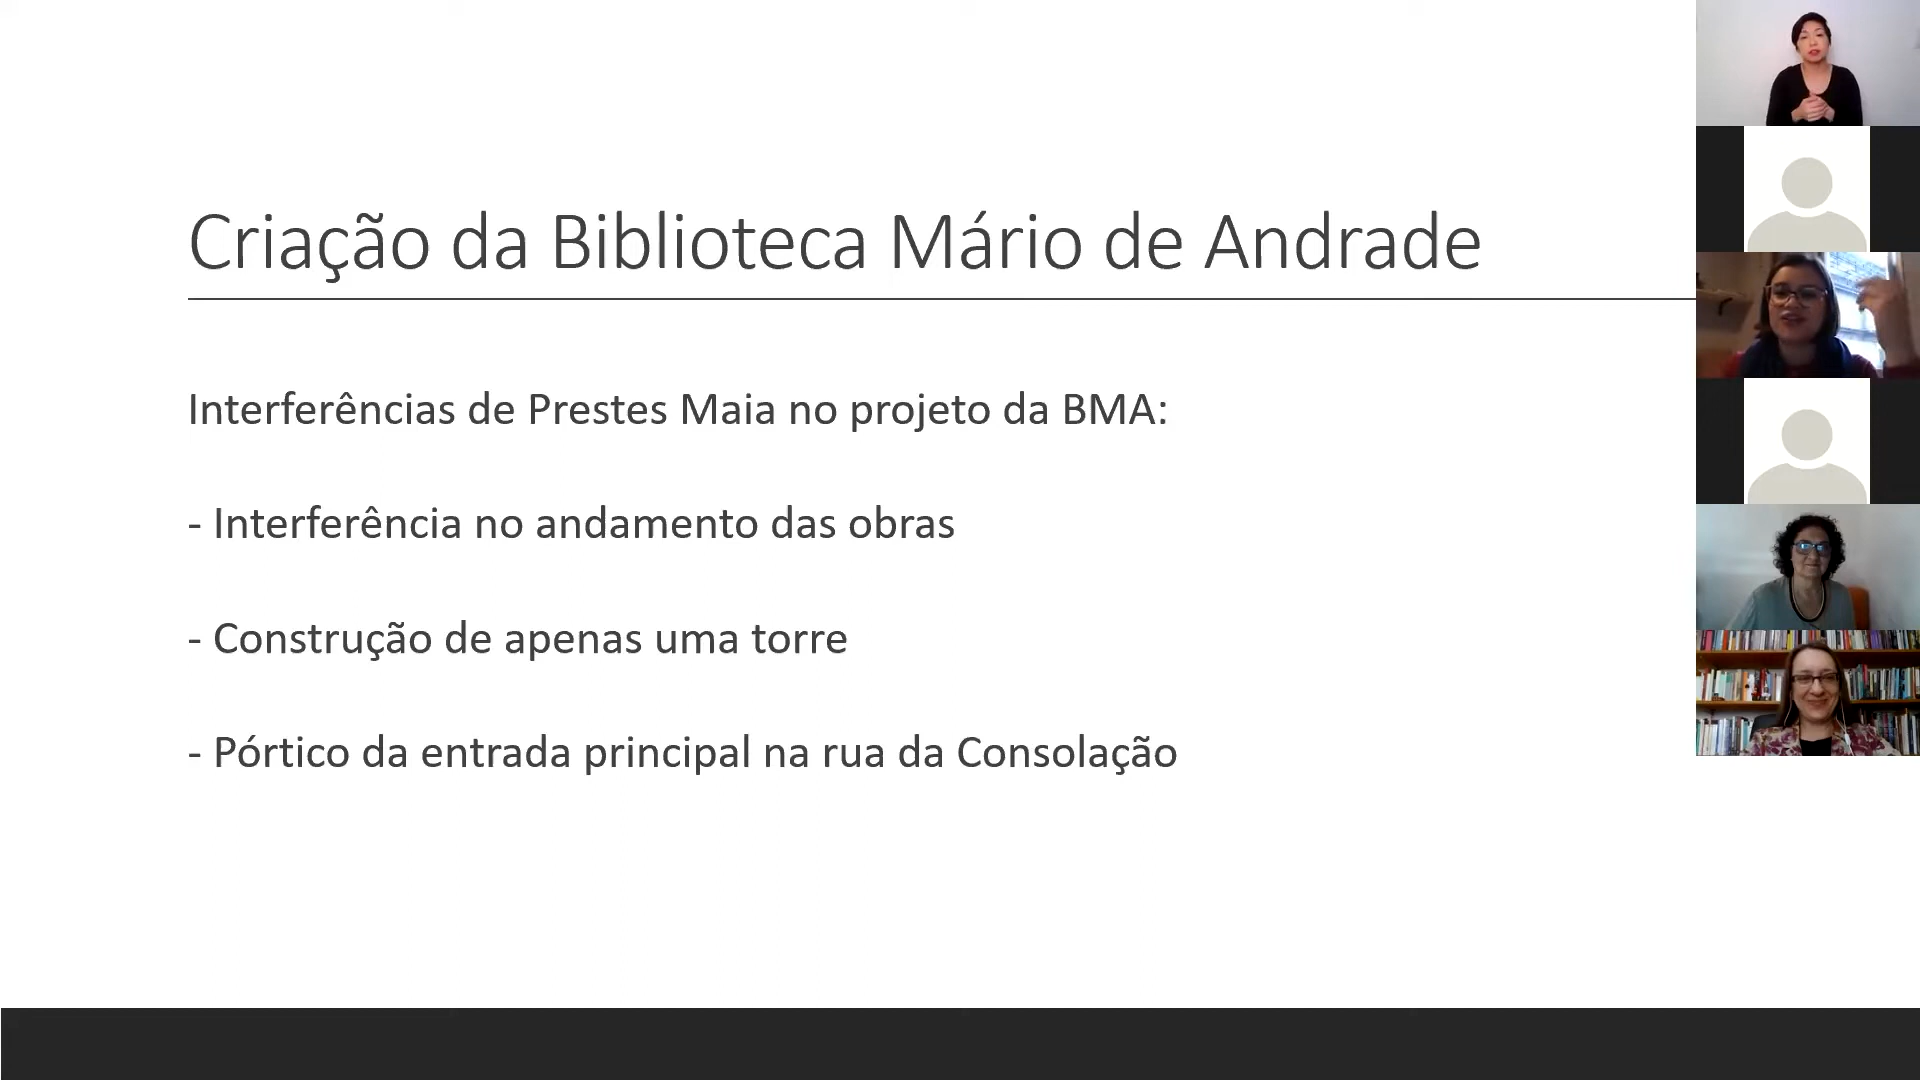 Criação da Biblioteca Mário de Andrade
Interferências de Prestes Maia no projeto da BMA:
- Interferência no andamento das obras
- Construção de apenas uma torre
- Pórtico da entrada principal na rua da Consolação